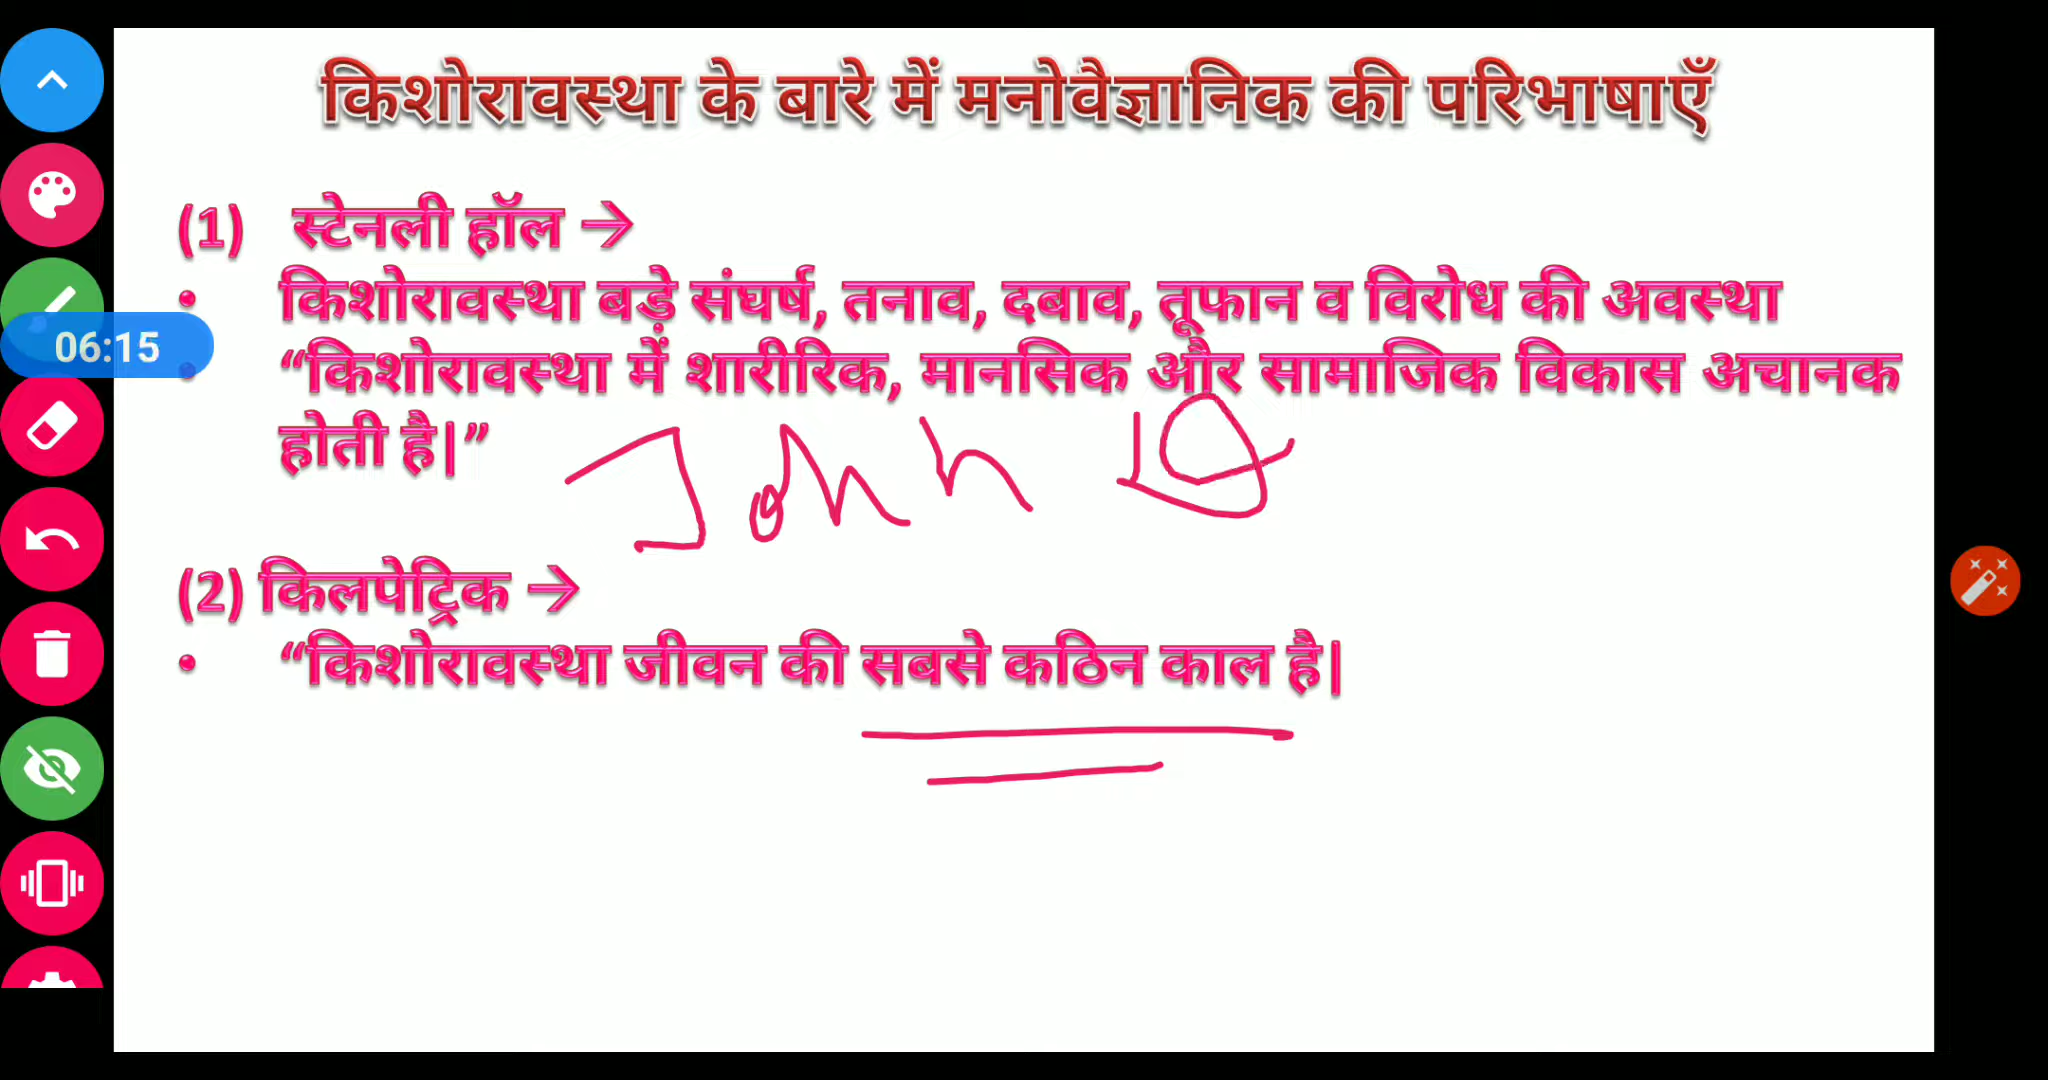 किशोरावस्था के बारे में मनोवैज्ञानिक की परिभाषाएँ
(1) स्टेनली हॉल →
• किशोरावस्था बड़े संघर्ष, तनाव, दबाव, तूफान व विरोध की अवस्था
06:15
• “किशोरावस्था में शारीरिक, मानसिक और सामाजिक विकास अचानक
होती है|”
John
(2) किलपेट्रिक →
• “किशोरावस्था जीवन की सबसे कठिन काल है|